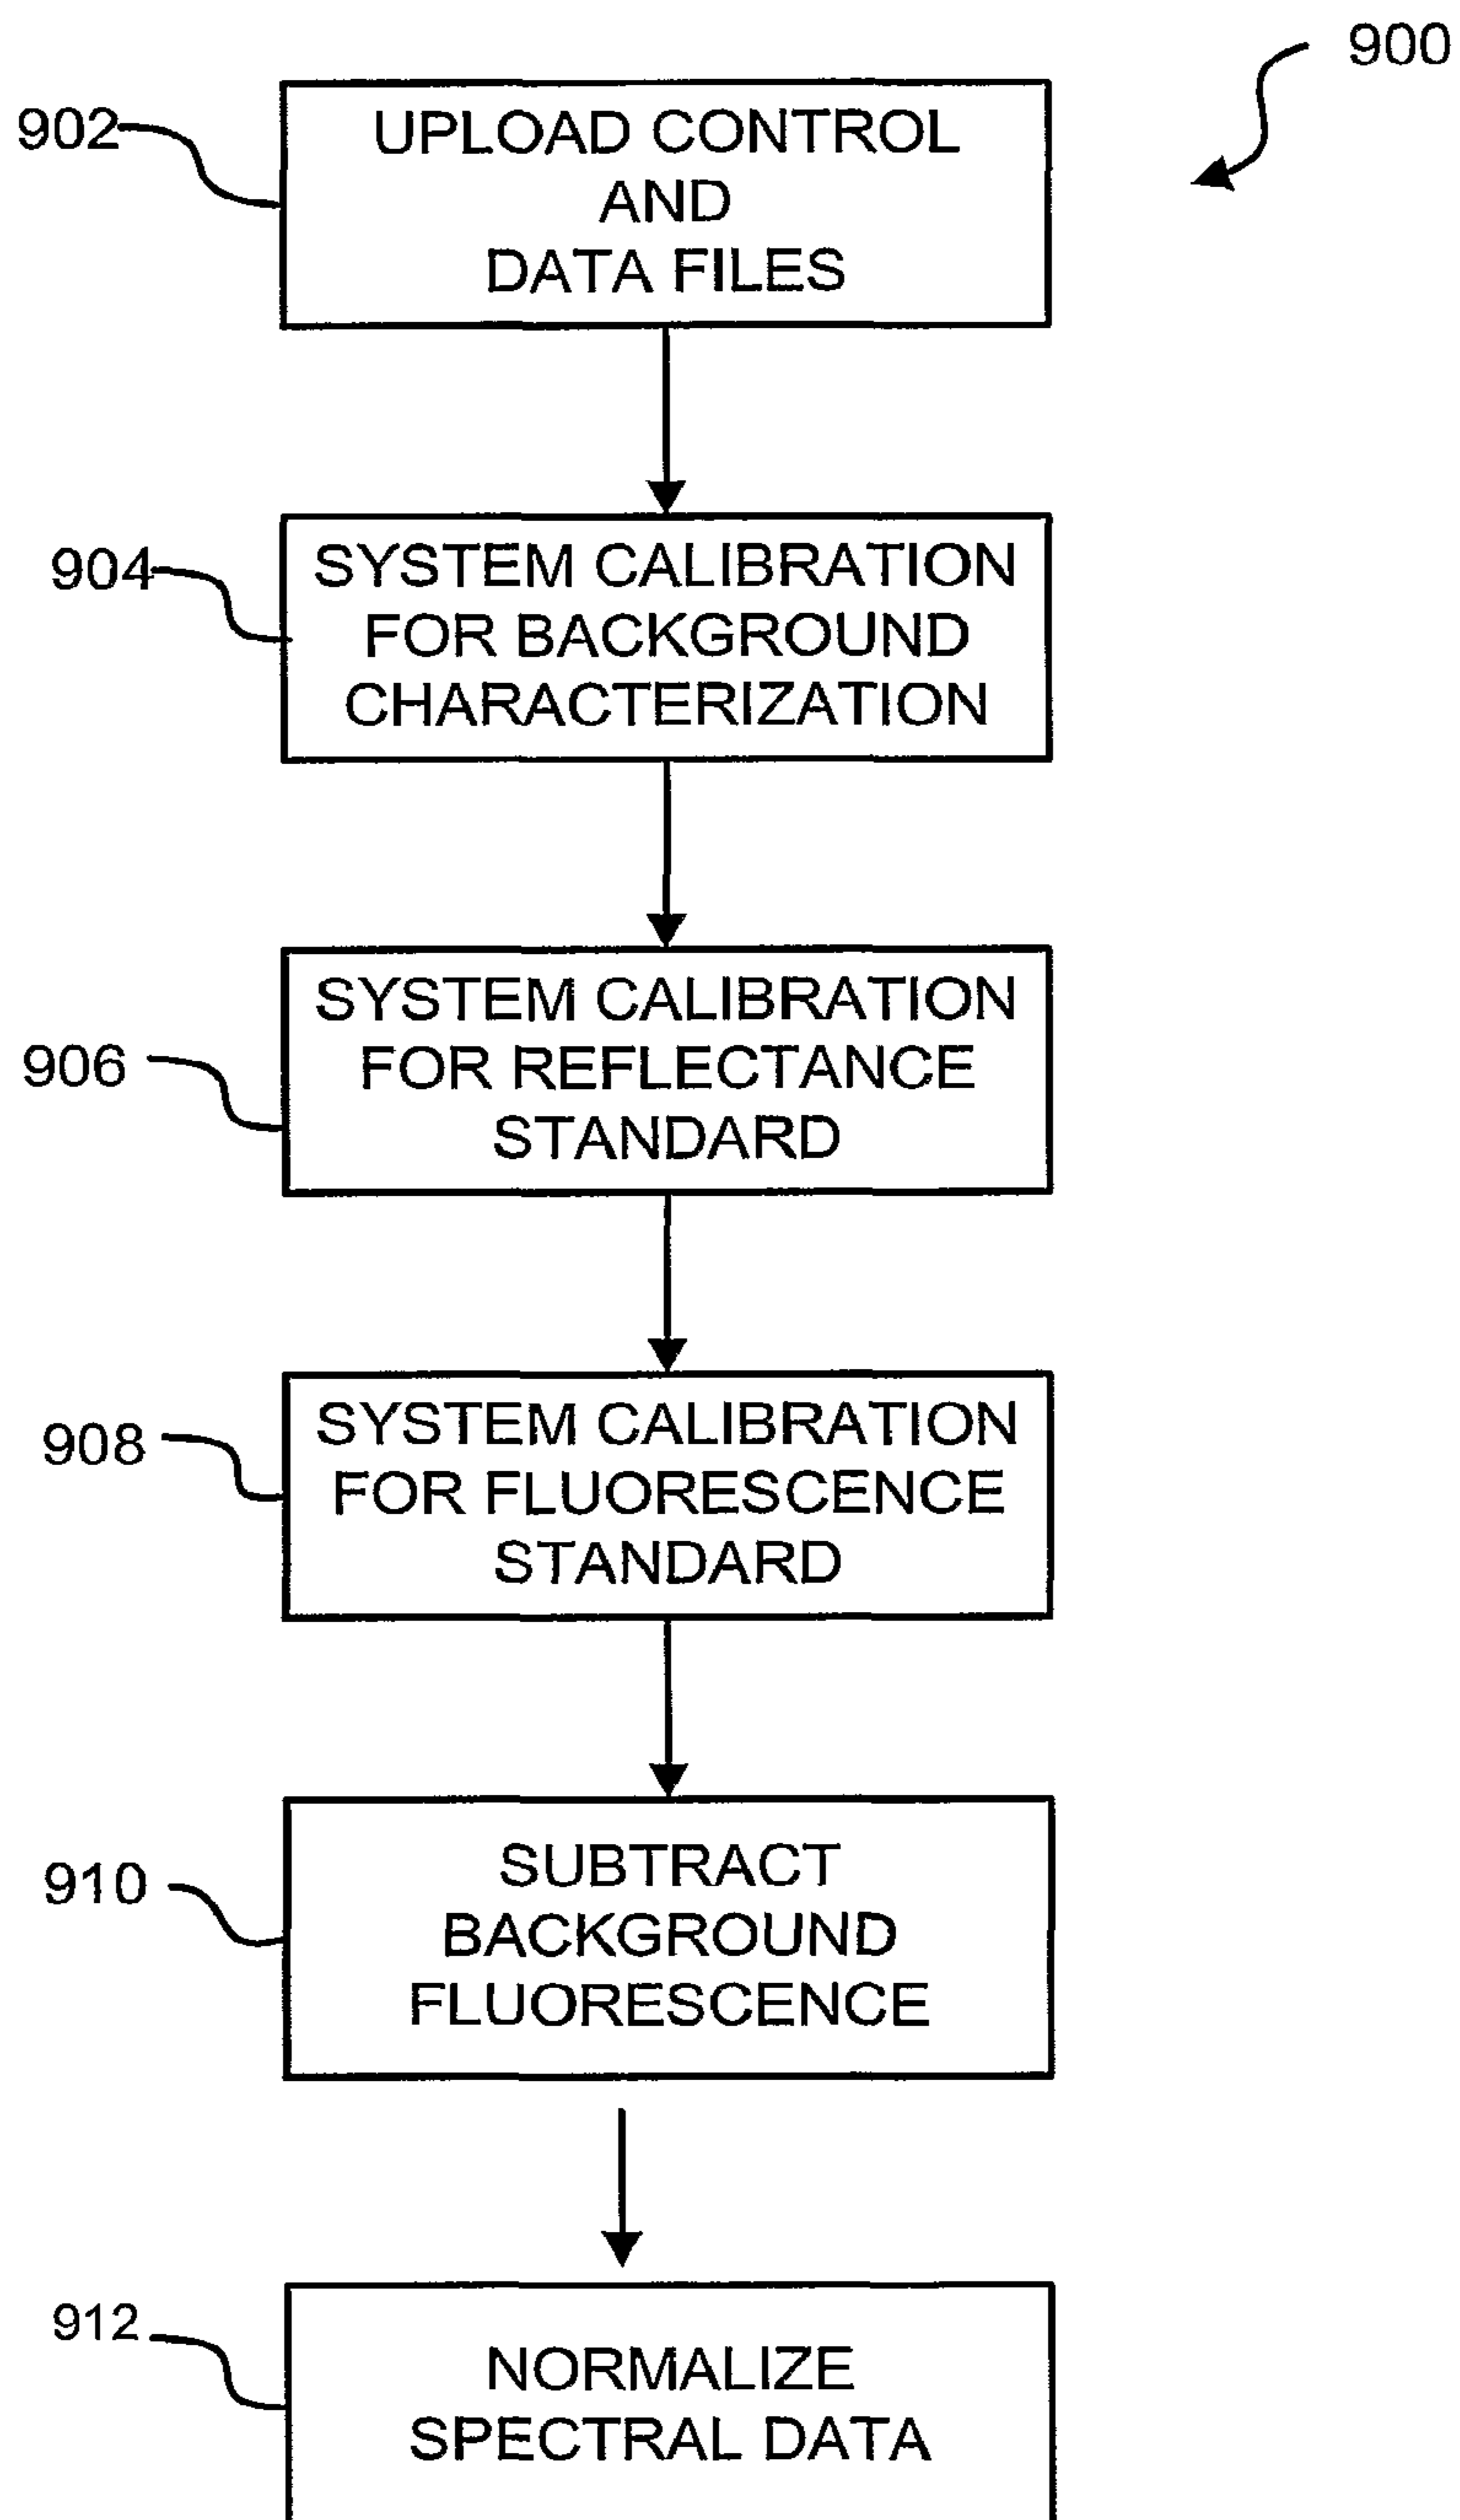 900
902
UPLOAD CONTROL
AND
DATA FILES
904
SYSTEM CALIBRATION
FOR BACKGROUND
CHARACTERIZATION
906
SYSTEM CALIBRATION
FOR REFLECTANCE
STANDARD
908
SYSTEM CALIBRATION
FOR FLUORESCENCE
STANDARD
910
SUBTRACT
BACKGROUND
FLUORESCENCE
912
NORMALIZE
SPECTRAL DATA